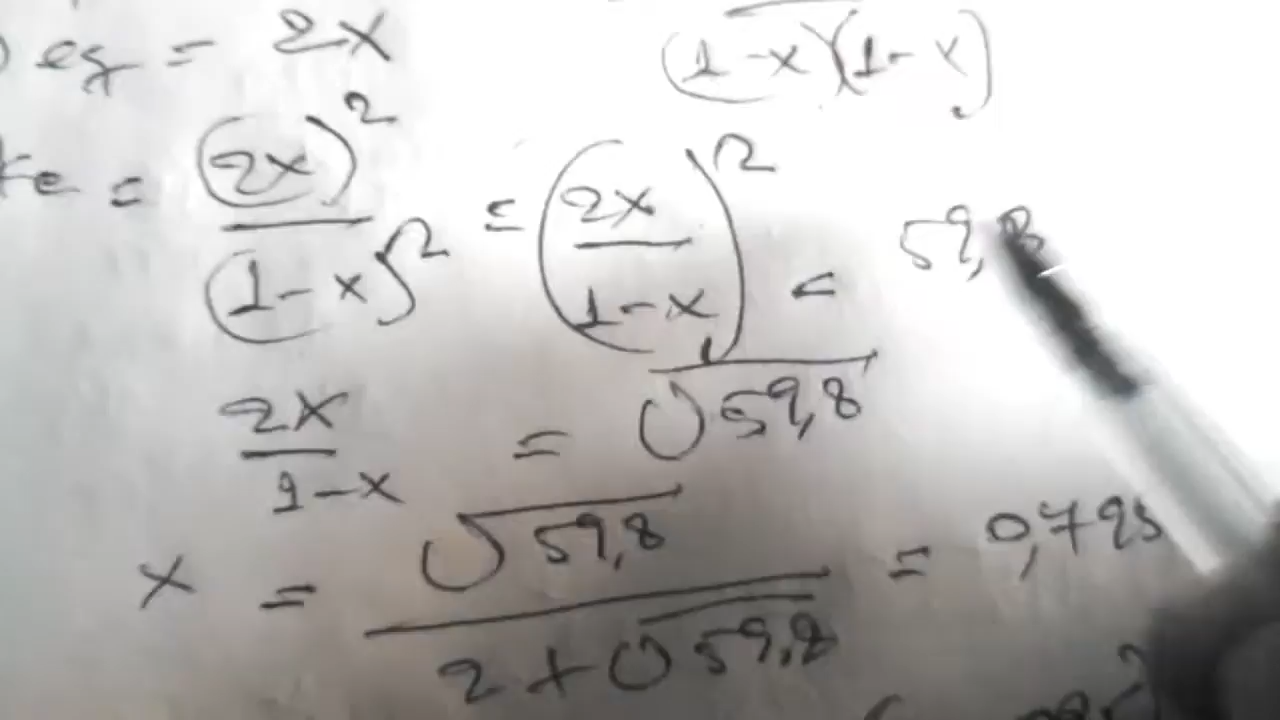 eq = 2x
(1-x)(1-x)
Ke = (2x)² / (1-x)² = (2x / 1-x)² = 59,8
2x / 1-x = √59,8
x = √59,8 / 2+√59,8 = 0,795